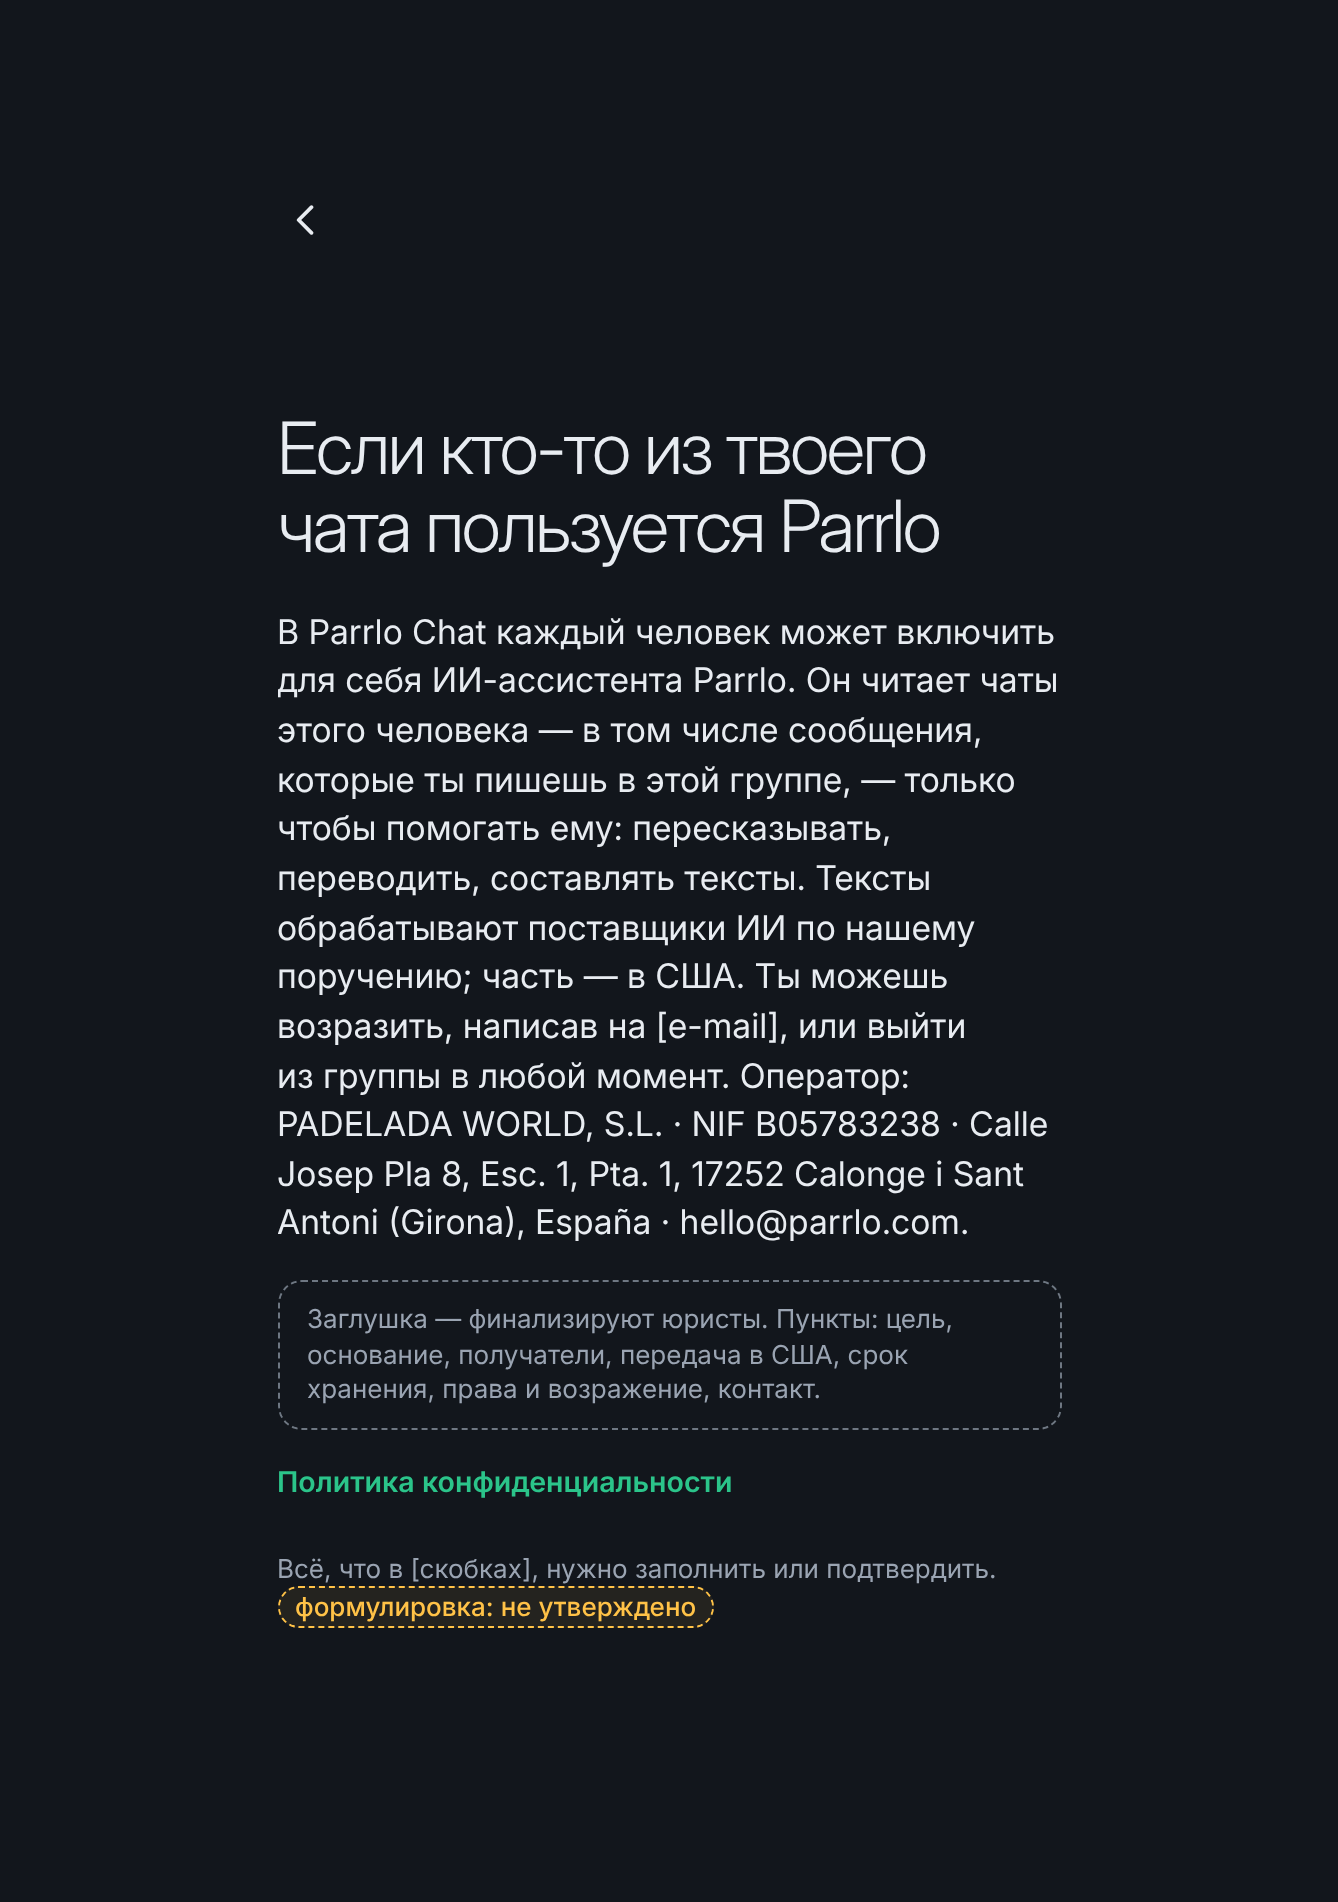 Если кто-то из твоего
чата пользуется Parrlo
В Parrlo Chat каждый человек может включить
для себя ИИ-ассистента Parrlo. Он читает чаты
этого человека — в том числе сообщения,
которые ты пишешь в этой группе, — только
чтобы помогать ему: пересказывать,
переводить, составлять тексты. Тексты
обрабатывают поставщики ИИ по нашему
поручению; часть — в США. Ты можешь
возразить, написав на [e-mail], или выйти
из группы в любой момент. Оператор:
PADELADA WORLD, S.L. · NIF B05783238 · Calle
Josep Pla 8, Esc. 1, Pta. 1, 17252 Calonge i Sant
Antoni (Girona), España · hello@parrlo.com.
Заглушка — финализируют юристы. Пункты: цель,
основание, получатели, передача в США, срок
хранения, права и возражение, контакт.
Политика конфиденциальности
Всё, что в [скобках], нужно заполнить или подтвердить.
формулировка: не утверждено